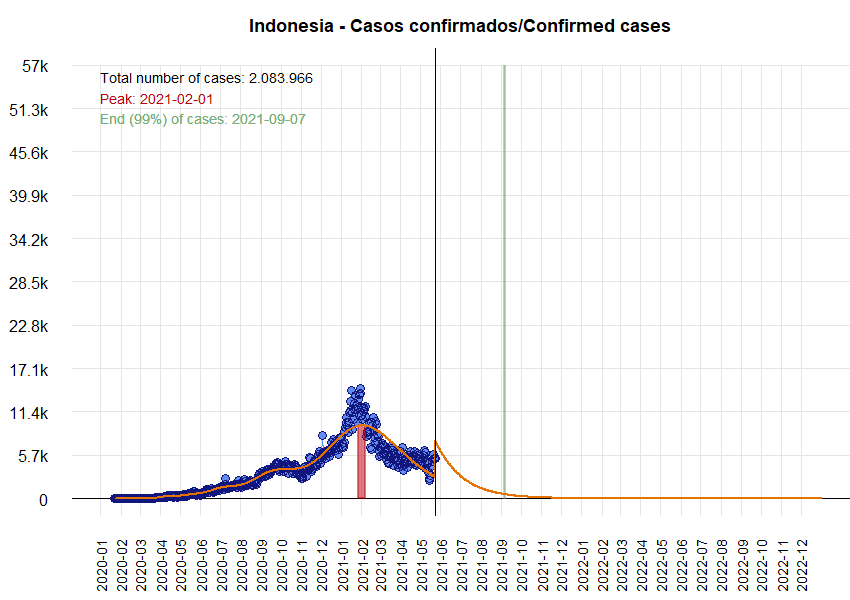 Indonesia - Casos confirmados/Confirmed cases
Total number of cases: 2.083.966
Peak: 2021-02-01
End (99%) of cases: 2021-09-07
57k
51.3k
45.6k
39.9k
34.2k
28.5k
22.8k
17.1k
11.4k
5.7k
0
2020-01
2020-02
2020-03
2020-04
2020-05
2020-06
2020-07
2020-08
2020-09
2020-10
2020-11
2020-12
2021-01
2021-02
2021-03
2021-04
2021-05
2021-06
2021-07
2021-08
2021-09
2021-10
2021-11
2021-12
2022-01
2022-02
2022-03
2022-04
2022-05
2022-06
2022-07
2022-08
2022-09
2022-10
2022-11
2022-12